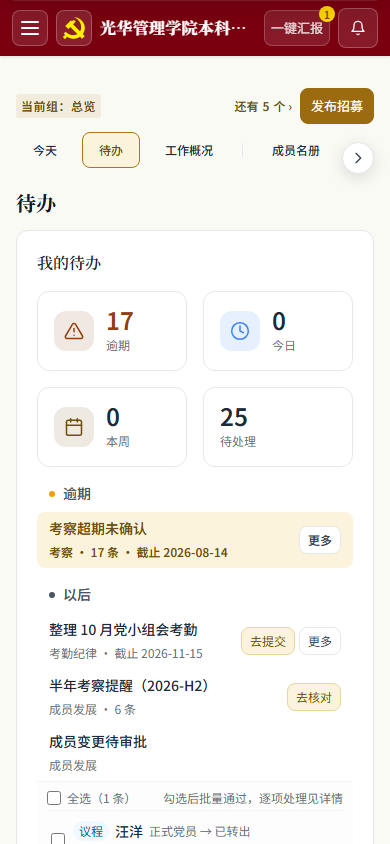 光华管理学院本科…
一键汇报
1
当前组：总览
还有 5 个 ›
发布招募
今天
待办
工作概况
成员名册
待办
我的待办
17
逾期
0
今日
0
本周
25
待处理
逾期
考察超期未确认
考察 • 17 条 • 截止 2026-08-14
更多
以后
整理 10 月党小组会考勤
考勤纪律 • 截止 2026-11-15
去提交
更多
半年考察提醒（2026-H2）
成员发展 • 6 条
去核对
成员变更待审批
成员发展
全选（1 条）
勾选后批量通过，逐项处理见详情
议程 汪洋 正式党员 → 已转出